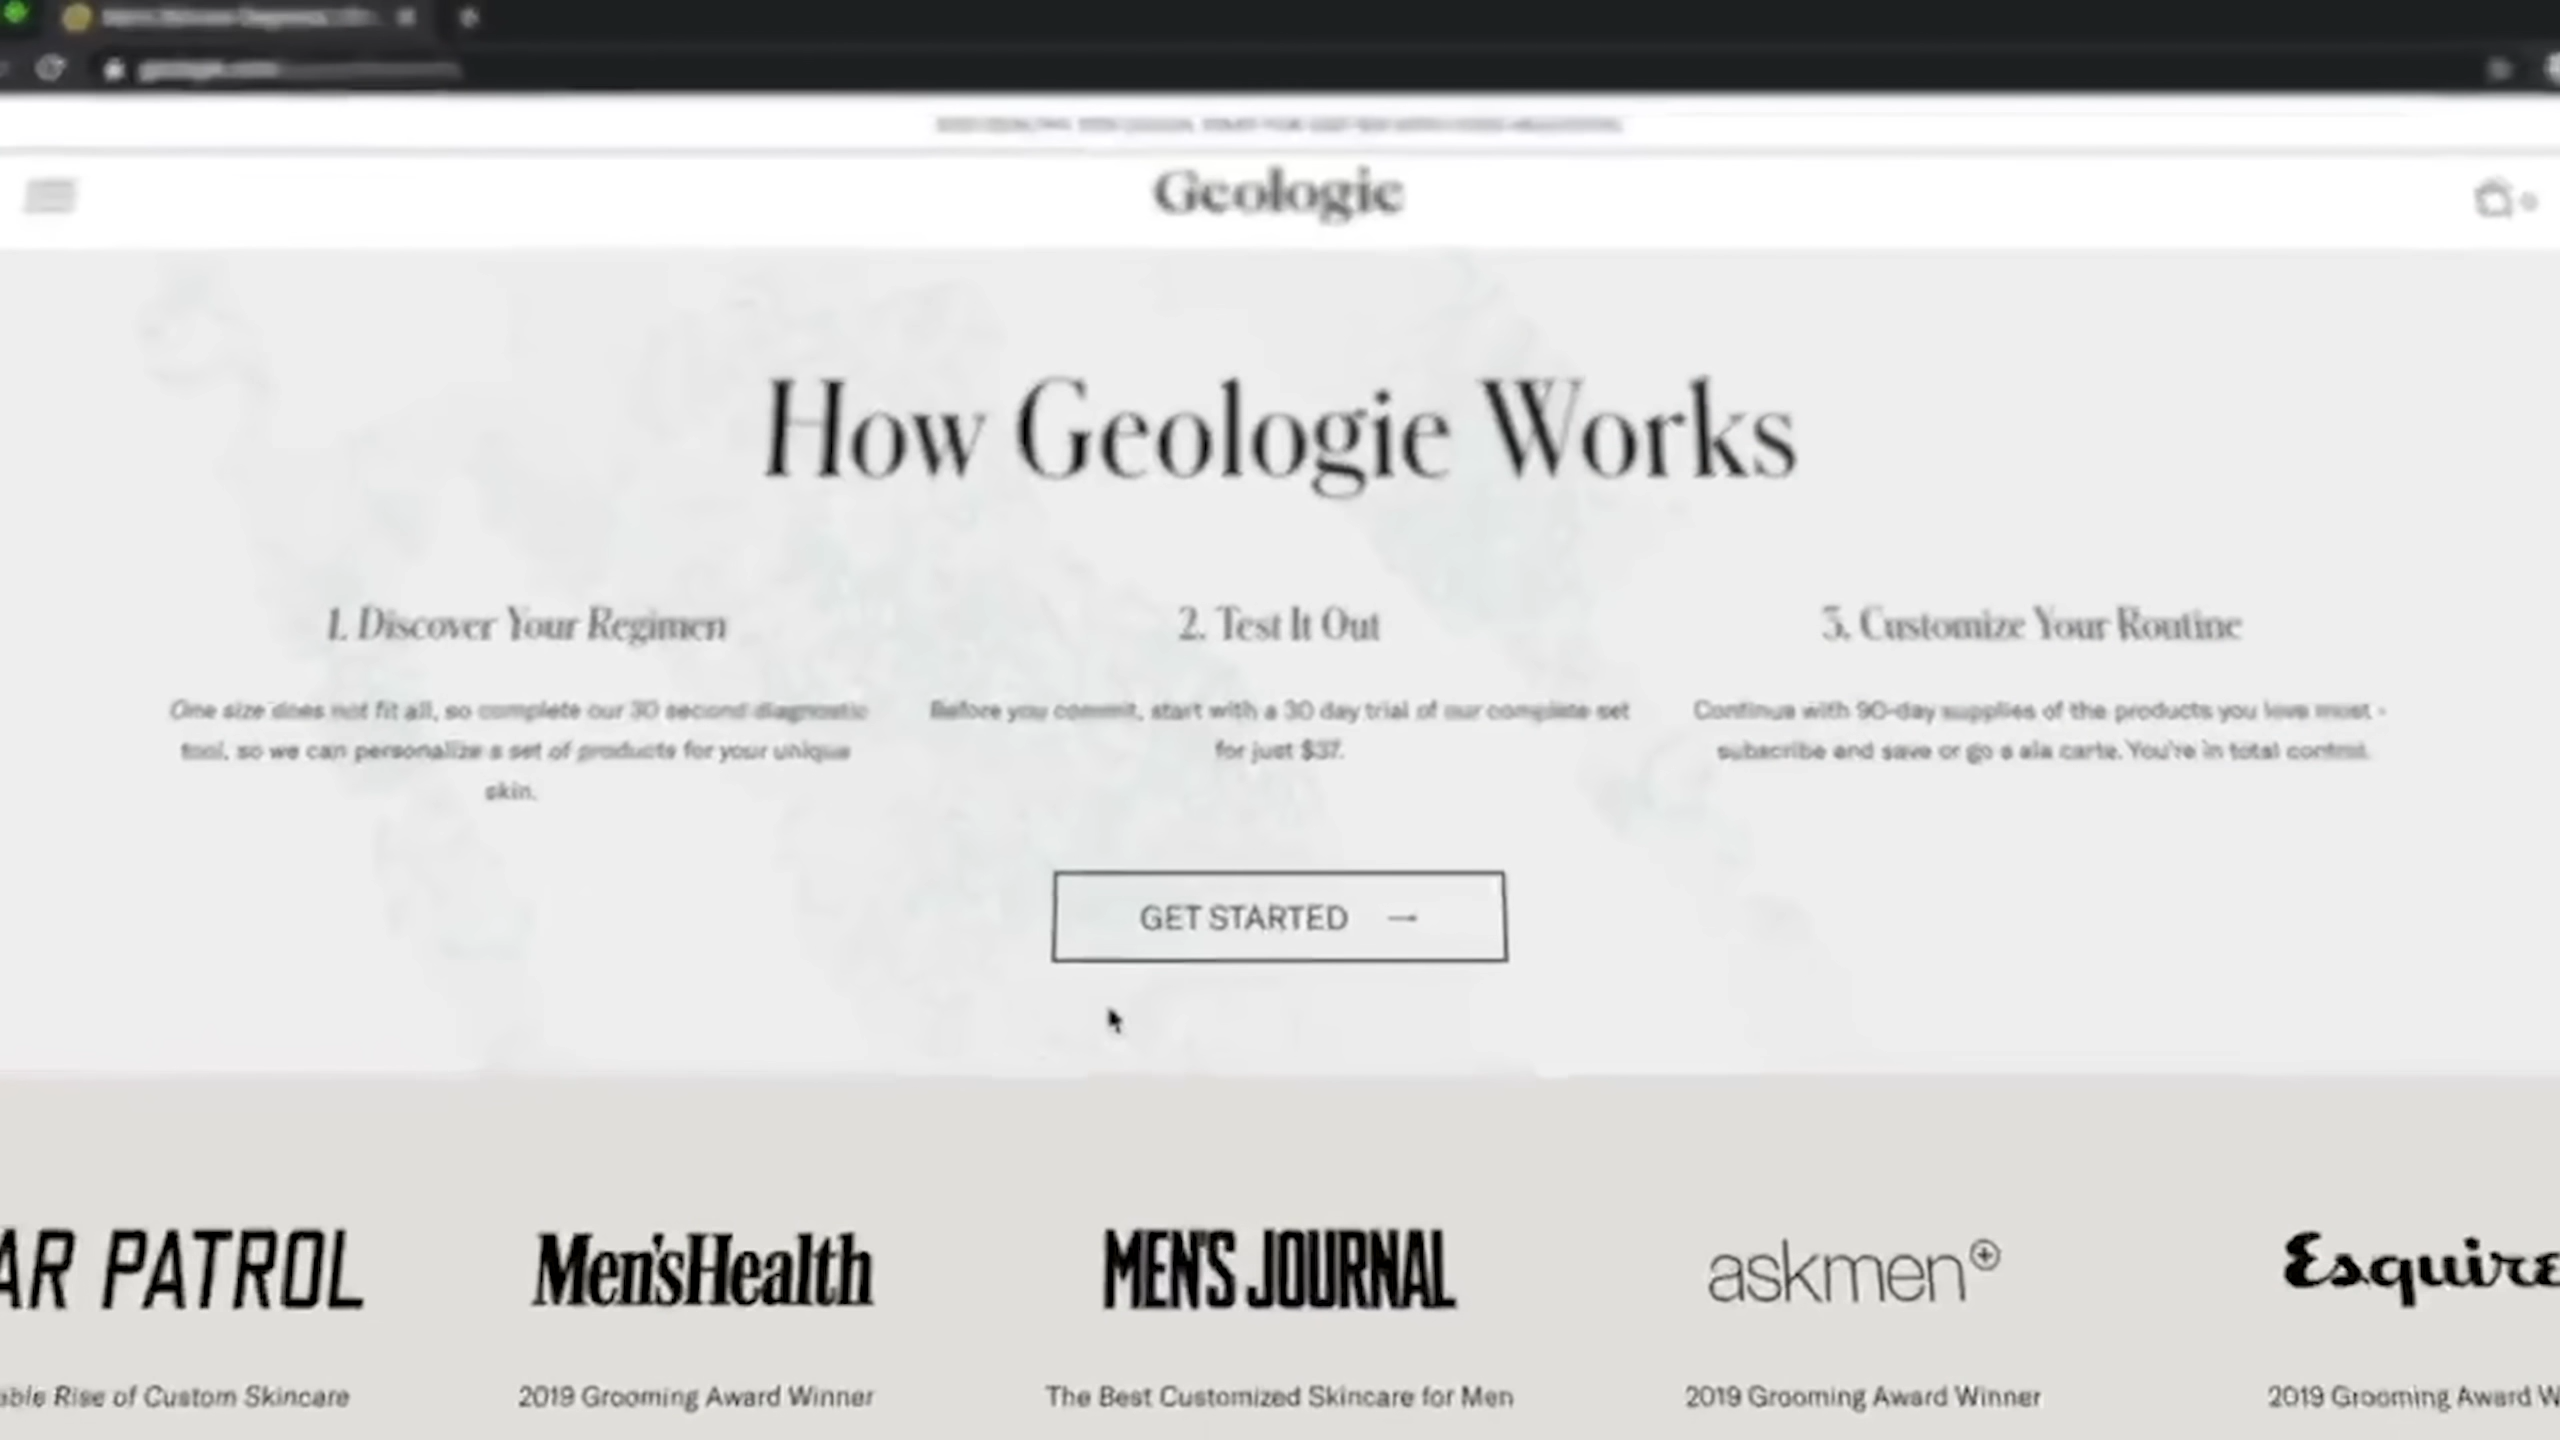 Geologie
How Geologie Works
1. Discover Your Regimen
One size does not fit all, so complete our 30 second diagnostic
tool, so we can personalize a set of products for your unique
skin.
2. Test It Out
Before you commit, start with a 30 day trial of our complete set
for just $37.
3. Customize Your Routine
Continue with 90-day supplies of the products you love most -
subscribe and save or go a ala carte. You're in total control.
GET STARTED →
AR PATROL
Men'sHealth
MEN'S JOURNAL
askmen
Esquire
able Rise of Custom Skincare
2019 Grooming Award Winner
The Best Customized Skincare for Men
2019 Grooming Award Winner
2019 Grooming Award W